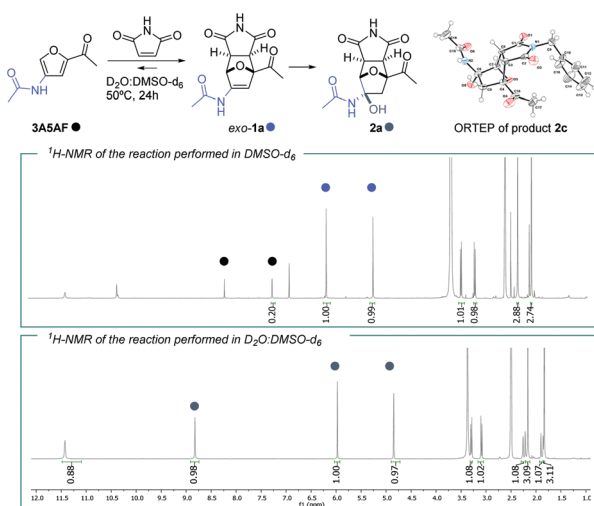 O N O
H
O N O
H
O N O
H
O
O
HN
O
D₂O:DMSO-d₆
50ºC, 24h
H H
O
O
HN
O
H H
O
O
HN
OH
O
3A5AF
exo-1a
2a
ORTEP of product 2c
¹H-NMR of the reaction performed in DMSO-d₆
0.20
1.00
0.99
1.01
0.98
2.88
2.74
¹H-NMR of the reaction performed in D₂O:DMSO-d₆
0.88
0.98
1.00
0.97
1.08
1.02
1.08
3.09
1.07
3.11
12.0 11.5 11.0 10.5 10.0 9.5 9.0 8.5 8.0 7.5 7.0 6.5 6.0 5.5 5.0 4.5 4.0 3.5 3.0 2.5 2.0 1.5 1.0
f1 (ppm)